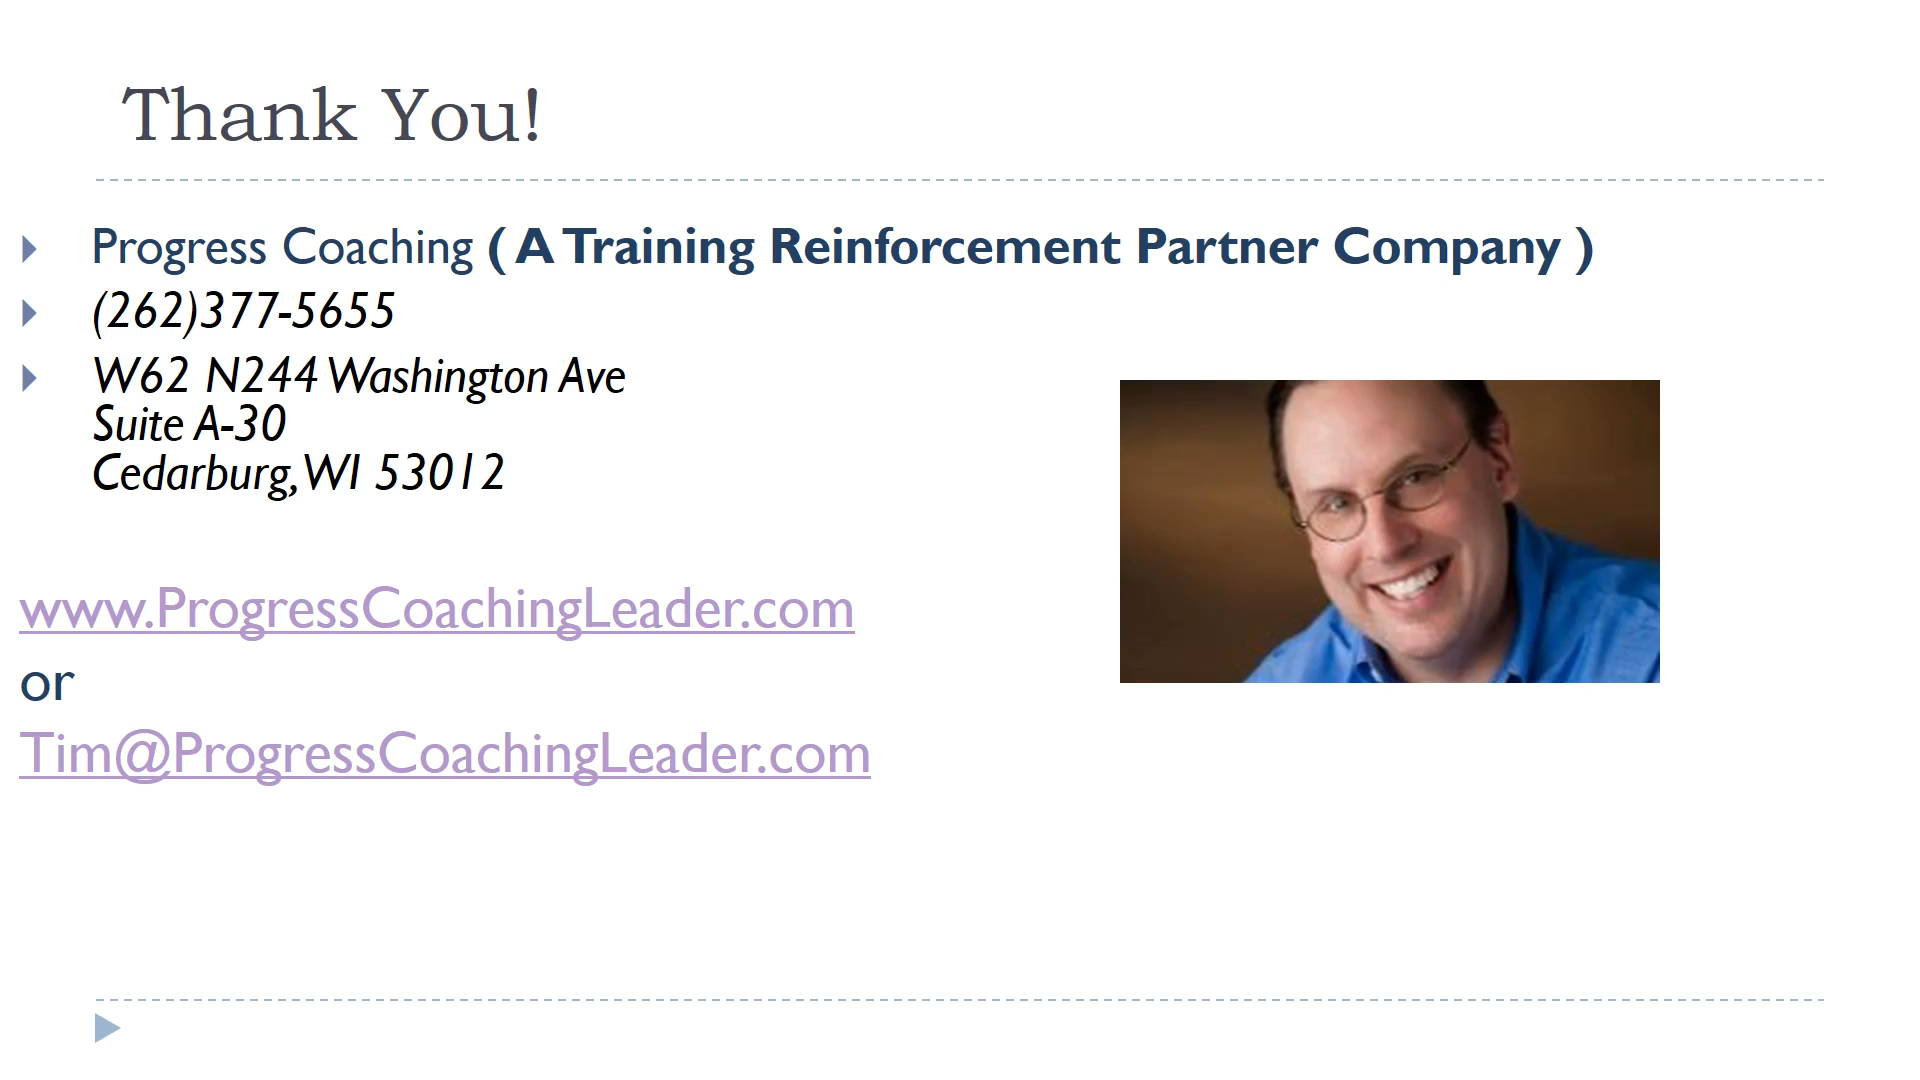 Thank You!
Progress Coaching ( A Training Reinforcement Partner Company )
(262)377-5655
W62 N244 Washington Ave
Suite A-30
Cedarburg, WI 53012
www.ProgressCoachingLeader.com
or
Tim@ProgressCoachingLeader.com